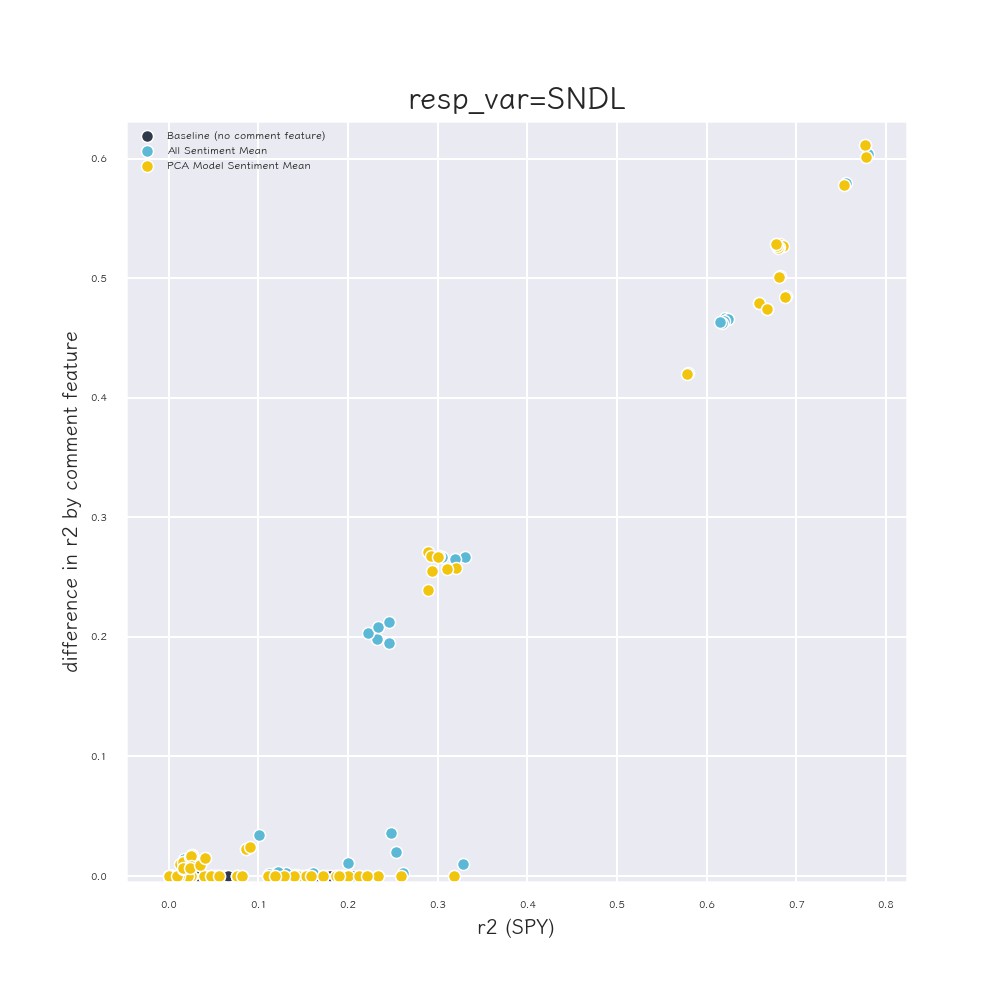 resp_var=SNDL
Baseline (no comment feature)
All Sentiment Mean
PCA Model Sentiment Mean
difference in r2 by comment feature
0.6
0.5
0.4
0.3
0.2
0.1
0.0
0.0 0.1 0.2 0.3 0.4 0.5 0.6 0.7 0.8
r2 (SPY)